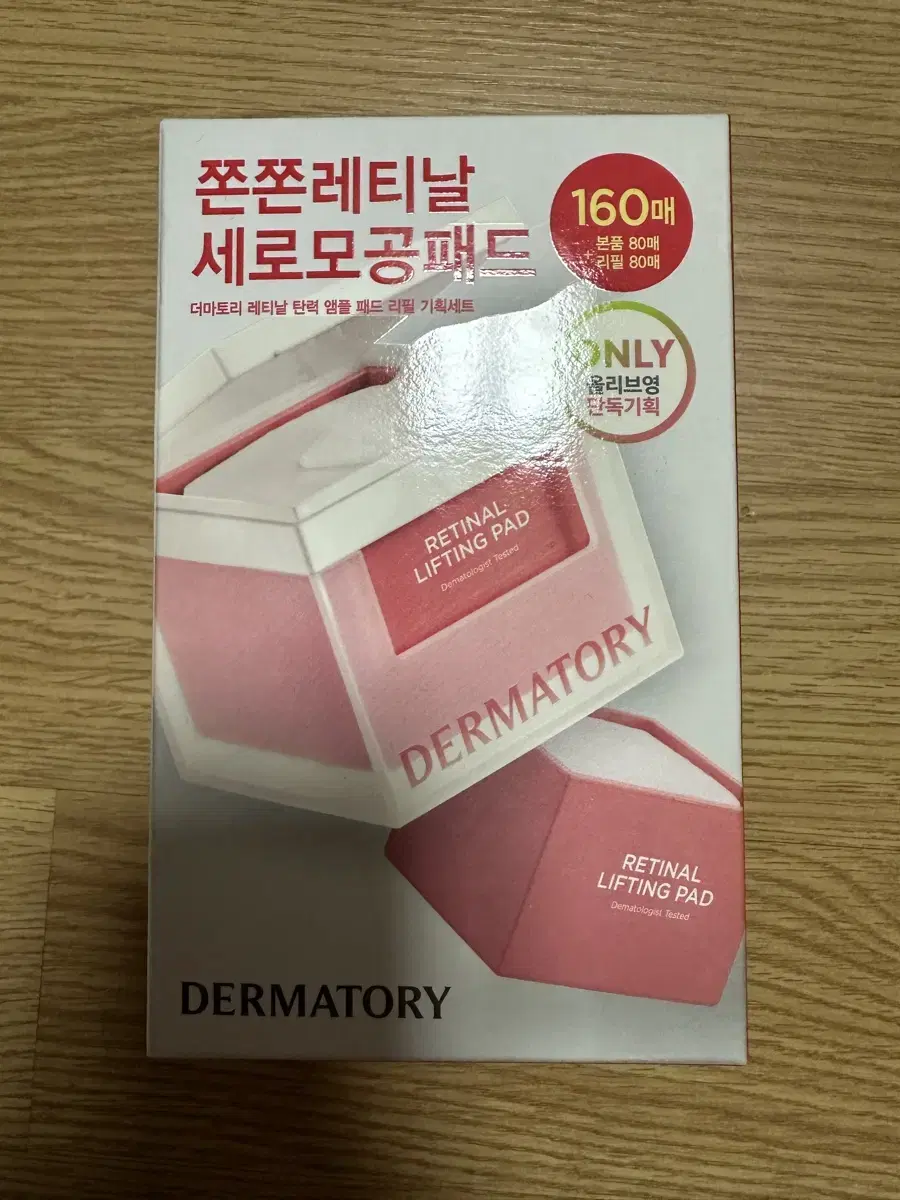 쫀쫀레티날
세로모공패드
더마토리 레티날 탄력 앰플 패드 리필 기획세트
160매
본품 80매
+ 리필 80매
ONLY
올리브영
단독기획
RETINAL
LIFTING PAD
Dermatologist Tested
DERMATORY
RETINAL
LIFTING PAD
Dermatologist Tested
DERMATORY